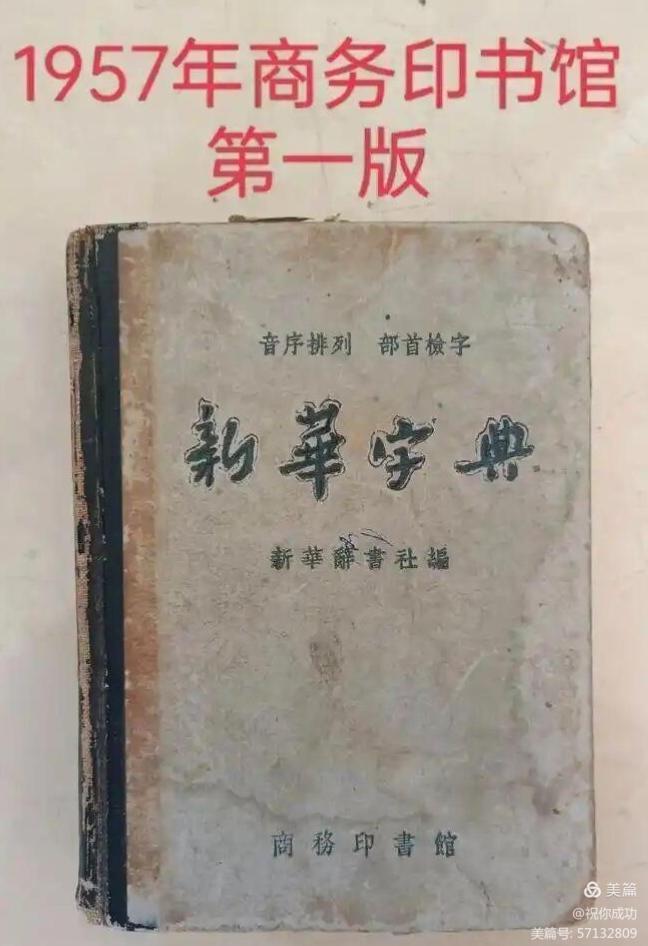 1957年商务印书馆
第一版
音序排列 部首檢字
新華字典
新華辭書社編
商務印書館
美篇
@祝你成功
美篇号: 57132809